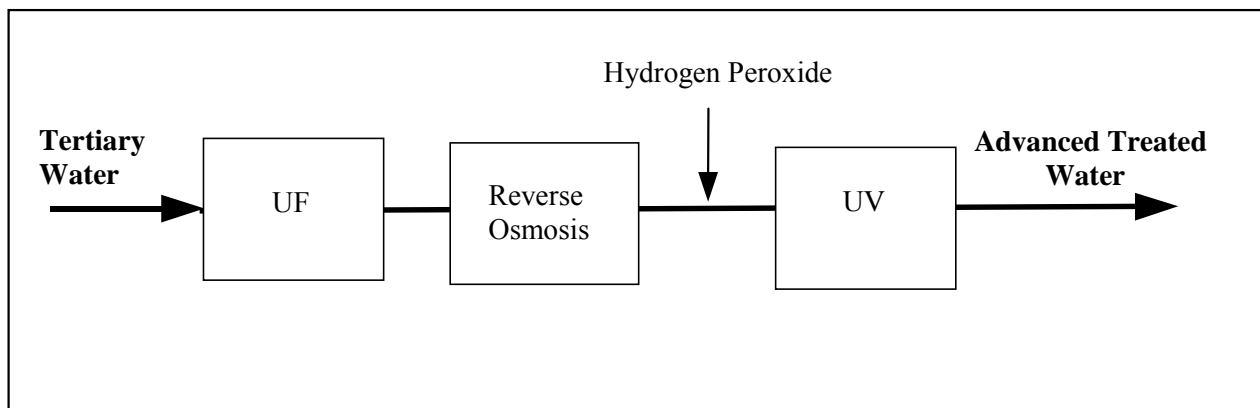 Hydrogen Peroxide
Tertiary
Water
UF
Reverse
Osmosis
UV
Advanced Treated
Water